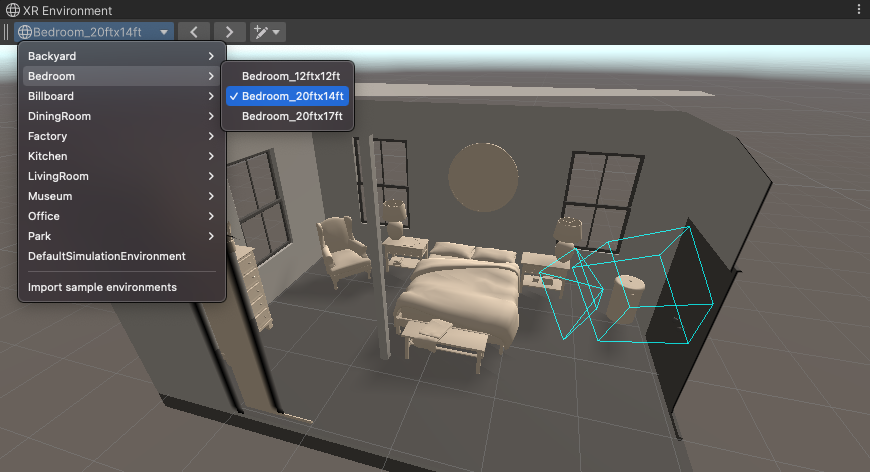 XR Environment
Bedroom_20ftx14ft
Backyard
Bedroom
Billboard
DiningRoom
Factory
Kitchen
LivingRoom
Museum
Office
Park
DefaultSimulationEnvironment
Import sample environments
Bedroom_12ftx12ft
Bedroom_20ftx14ft
Bedroom_20ftx17ft